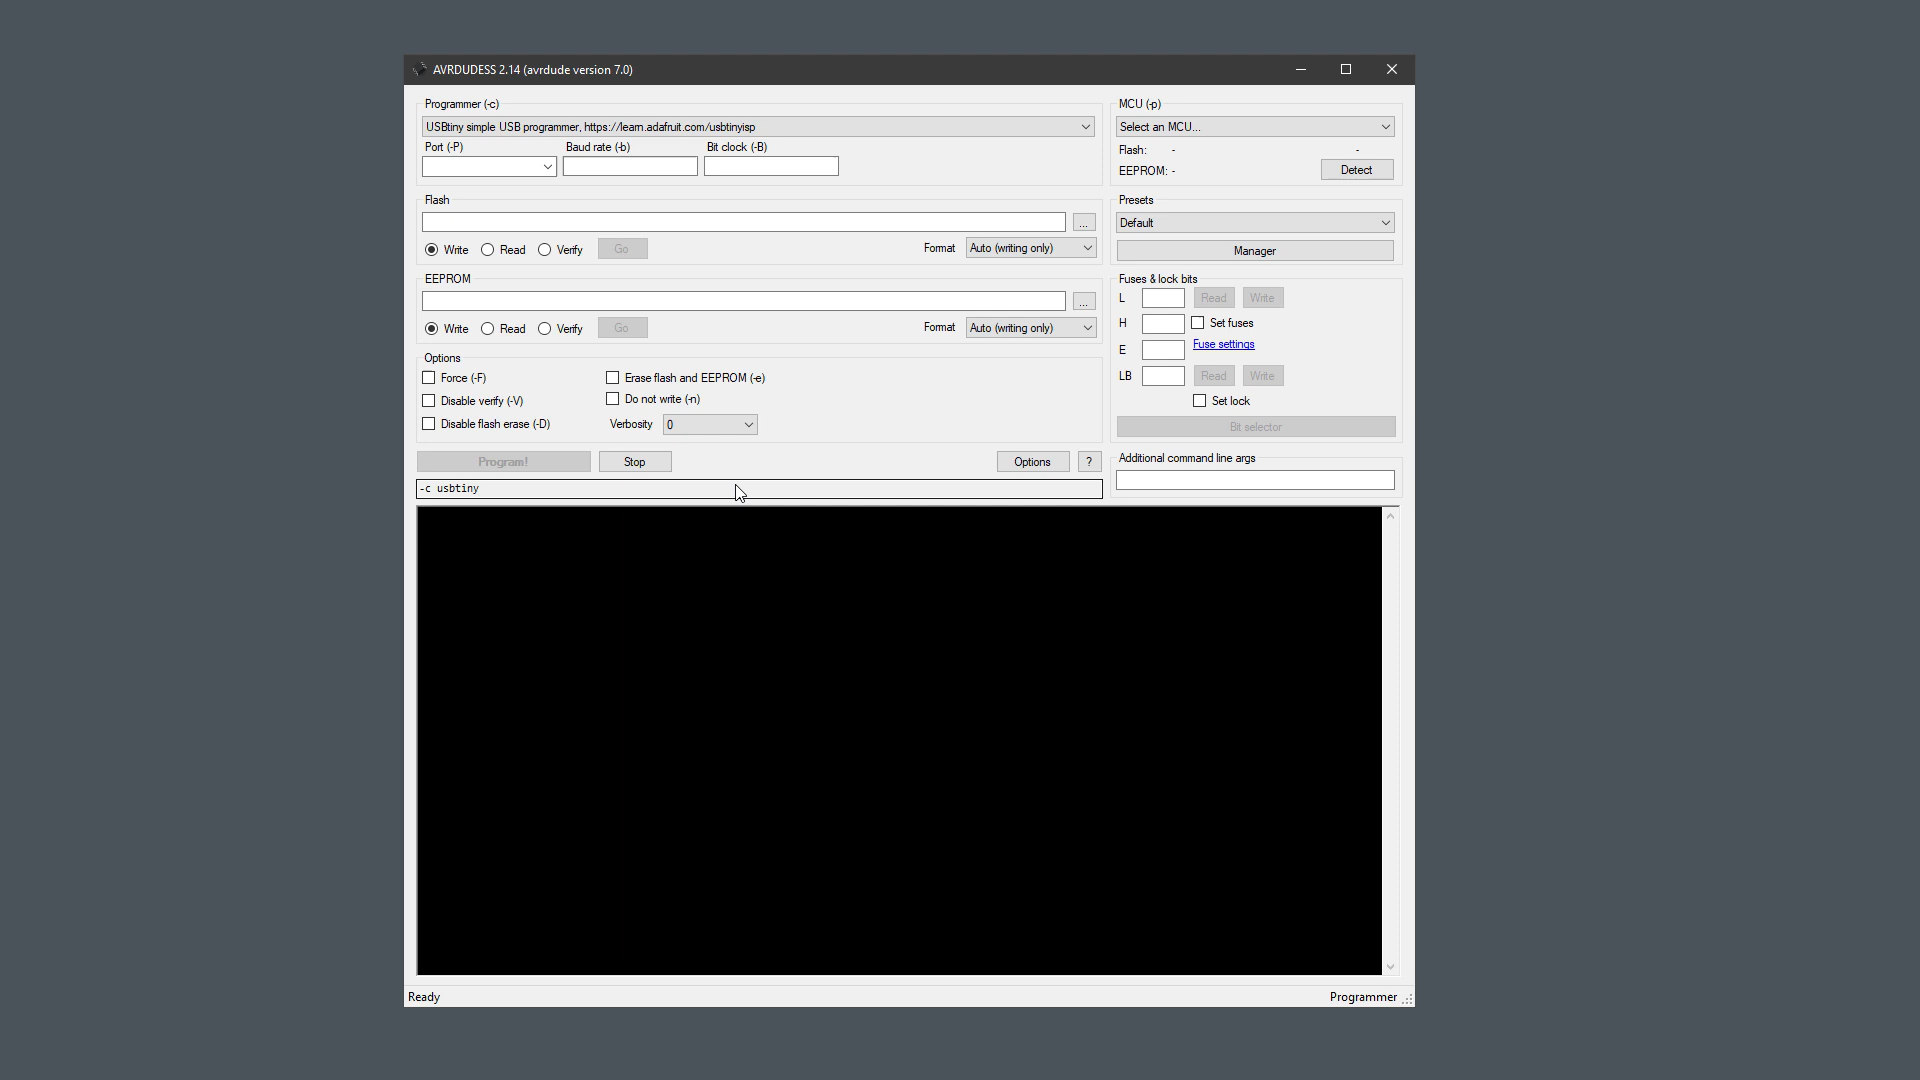 AVRDUDESS 2.14 (avrdude version 7.0)
Programmer (-c)
USBtiny simple USB programmer, https://learn.adafruit.com/usbtinyisp
Port (-P)
Baud rate (-b)
Bit clock (-B)
MCU (-p)
Select an MCU...
Flash: - -
EEPROM: -
Detect
Flash
...
Write Read Verify Go
Format Auto (writing only)
Presets
Default
Manager
EEPROM
...
Write Read Verify Go
Format Auto (writing only)
Fuses & lock bits
L Read Write
H Set fuses
E Fuse settings
LB Read Write
Set lock
Bit selector
Options
Force (-F) Erase flash and EEPROM (-e)
Disable verify (-V) Do not write (-n)
Disable flash erase (-D) Verbosity 0
Program! Stop Options ?
Additional command line args
-c usbtiny
Ready Programmer